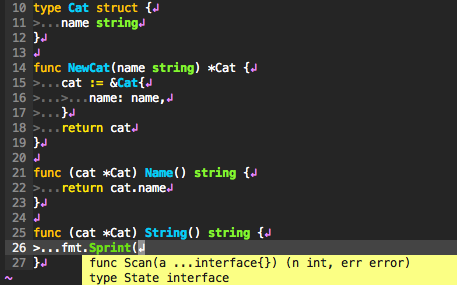 10 type Cat struct {↲
11 >...name string↲
12 }↲
13 ↲
14 func NewCat(name string) *Cat {↲
15 >...cat := &Cat{↲
16 >...>...name: name,↲
17 >...}↲
18 >...return cat↲
19 }↲
20 ↲
21 func (cat *Cat) Name() string {↲
22 >...return cat.name↲
23 }↲
24 ↲
25 func (cat *Cat) String() string {↲
26 >...fmt.Sprint(↲
27 }↲
func Scan(a ...interface{}) (n int, err error)
~ type State interface